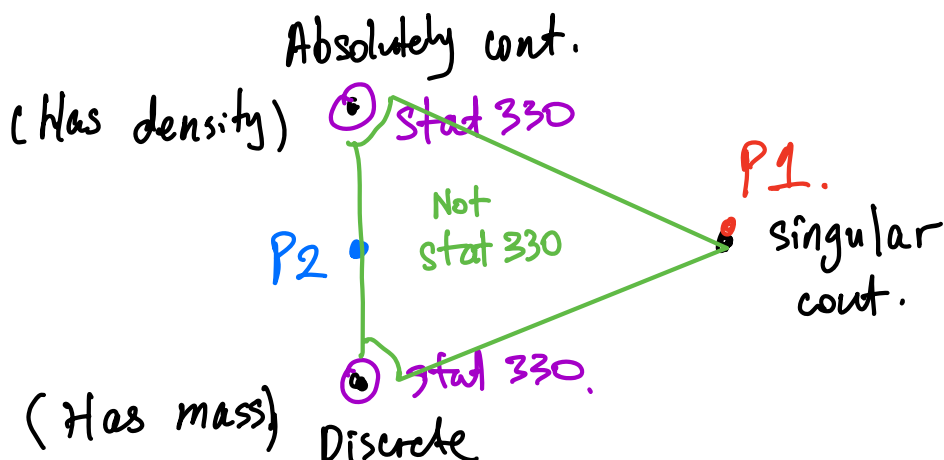 Absolutely cont.
(Has density)
Stat 330
P1.
Not
Stat 330
singular
cont.
P2
Stat 330.
(Has mass)
Discrete